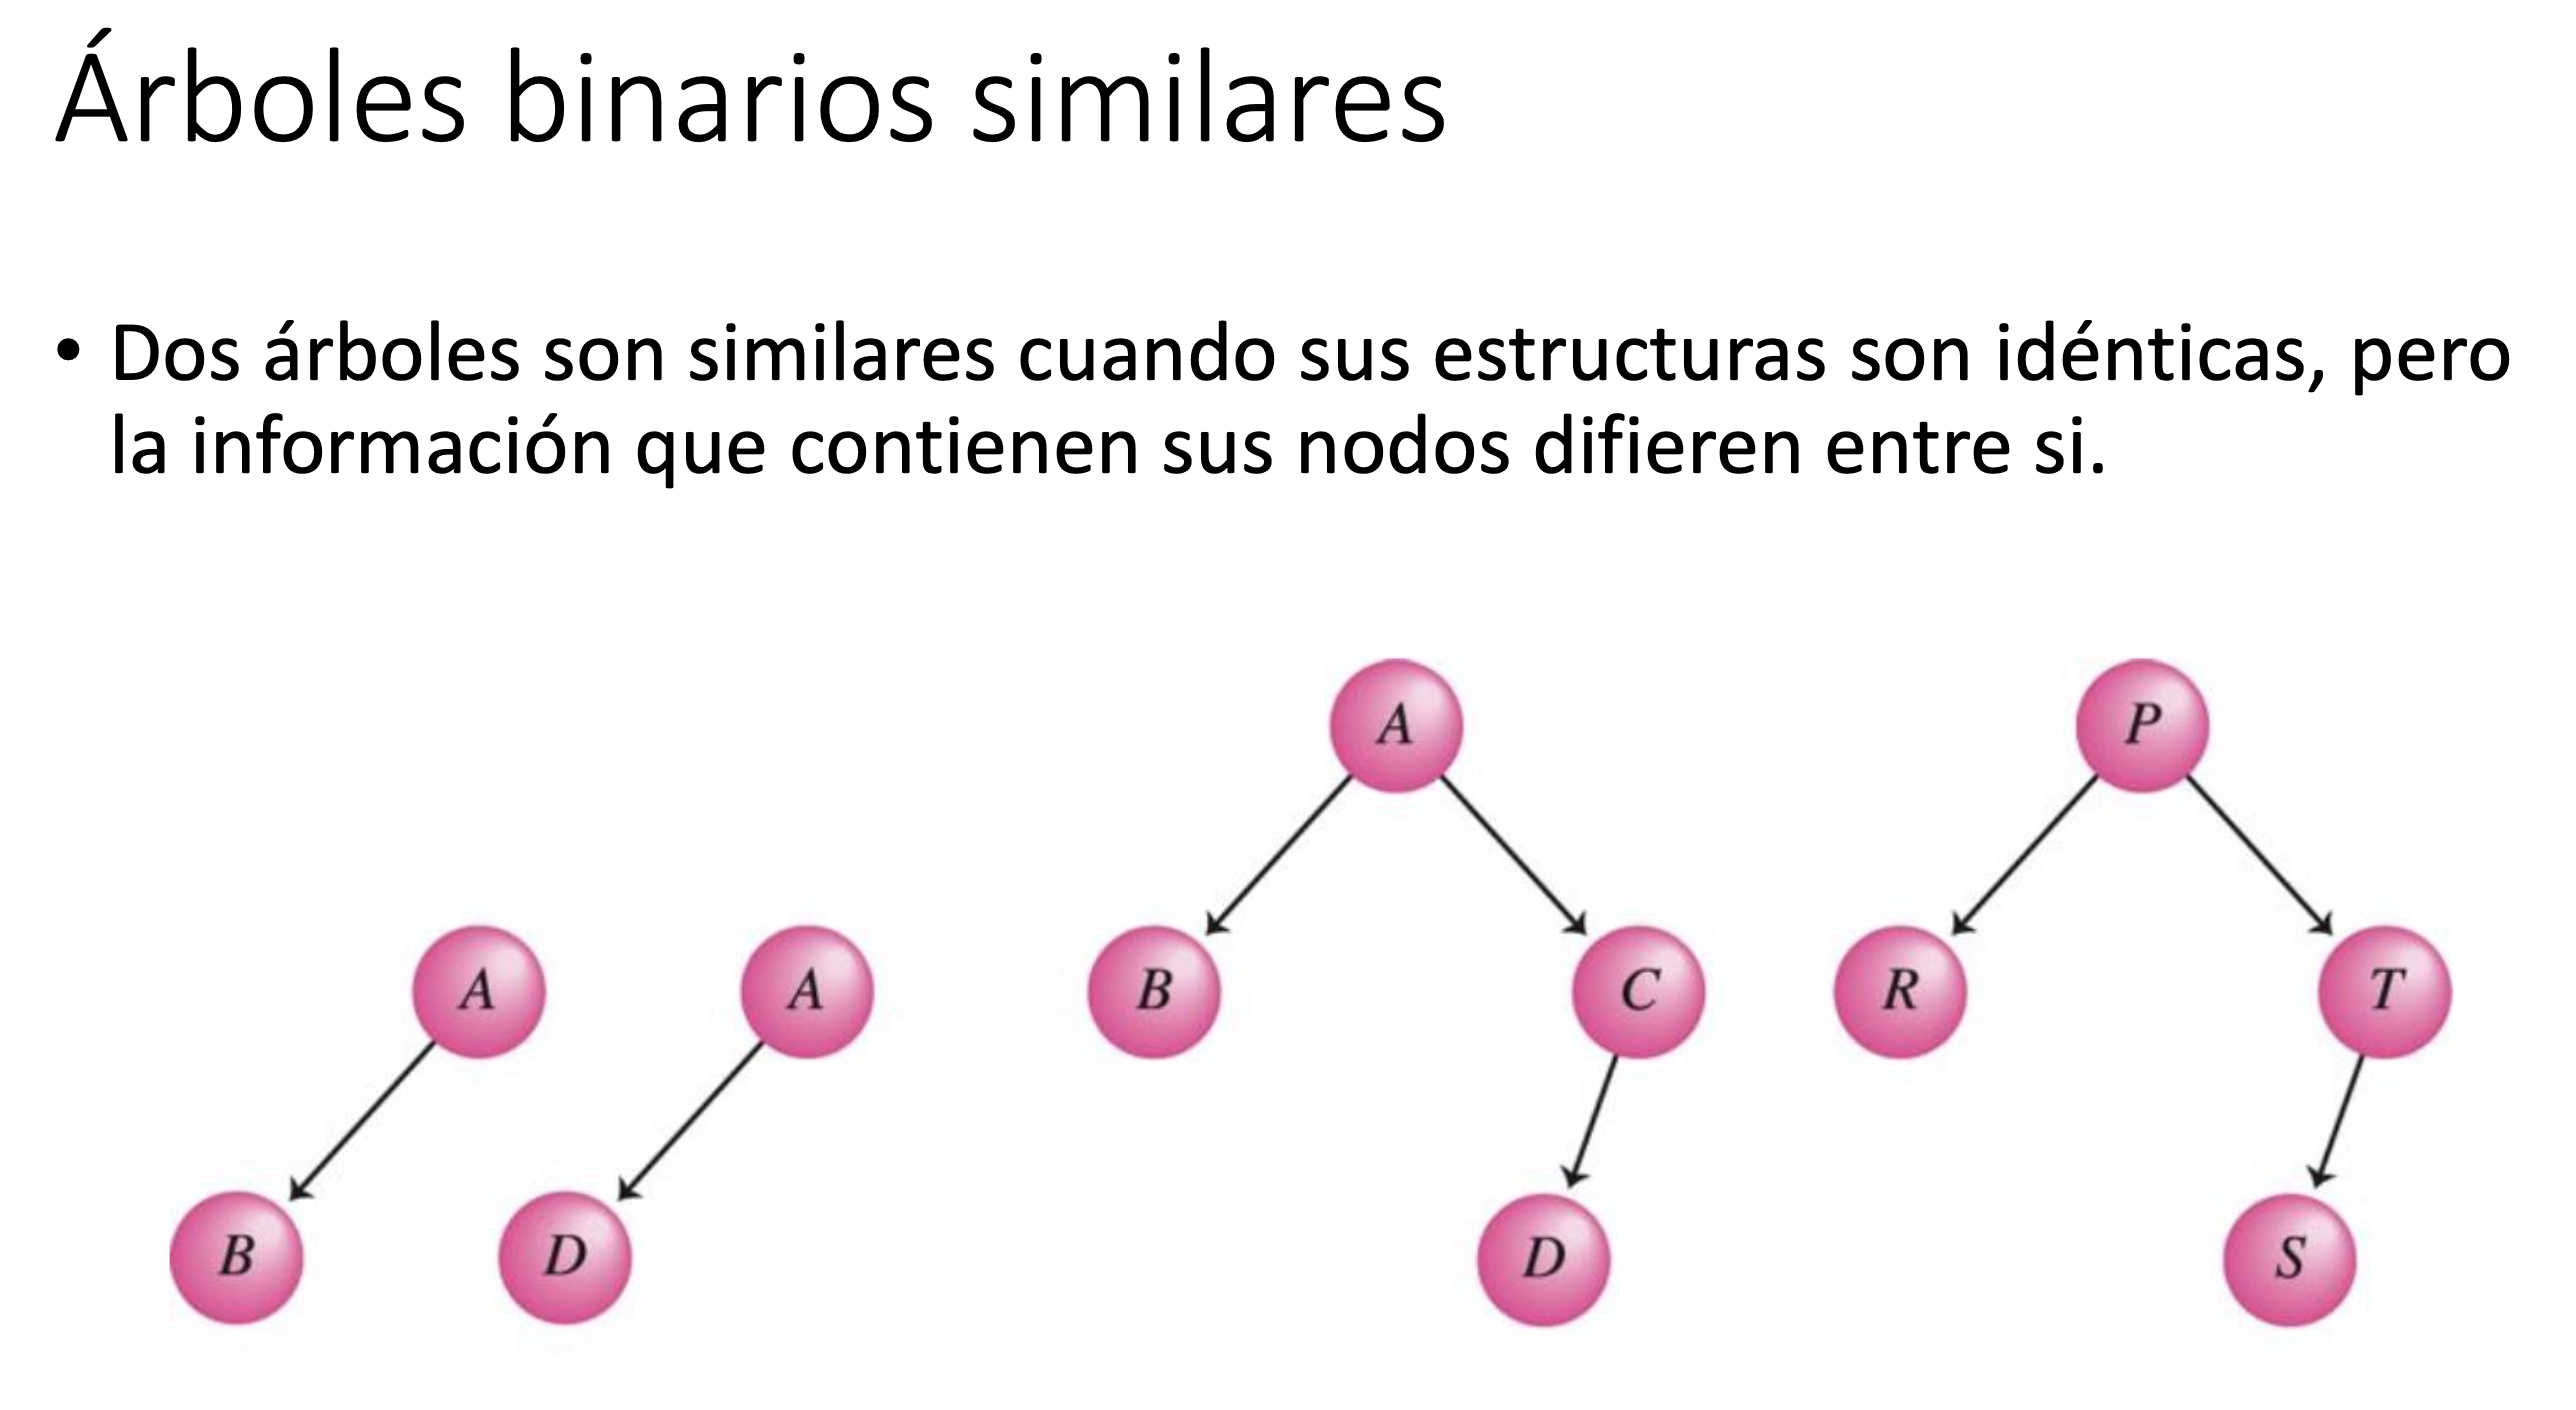 Árboles binarios similares
• Dos árboles son similares cuando sus estructuras son idénticas, pero
la información que contienen sus nodos difieren entre si.
A
P
A
A
B
C
R
T
B
D
D
S